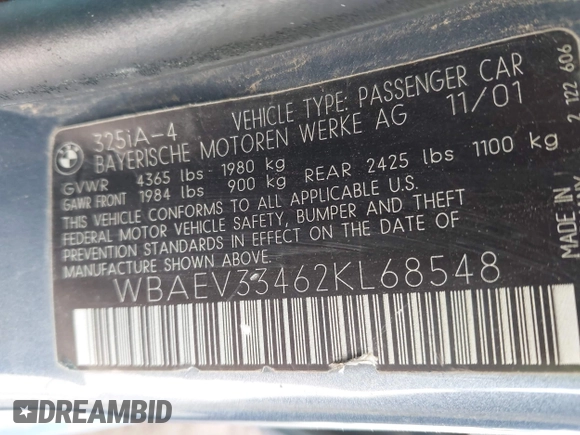 325iA-4 VEHICLE TYPE: PASSENGER CAR
BAYERISCHE MOTOREN WERKE AG 11/01
GVWR 4365 lbs 1980 kg
GAWR FRONT 1984 lbs 900 kg REAR 2425 lbs 1100 kg
THIS VEHICLE CONFORMS TO ALL APPLICABLE U.S.
FEDERAL MOTOR VEHICLE SAFETY, BUMPER AND THEFT
PREVENTION STANDARDS IN EFFECT ON THE DATE OF
MANUFACTURE SHOWN ABOVE.
WBAEV33462KL68548
MADE IN
2 122 606
BMW
DREAMBID